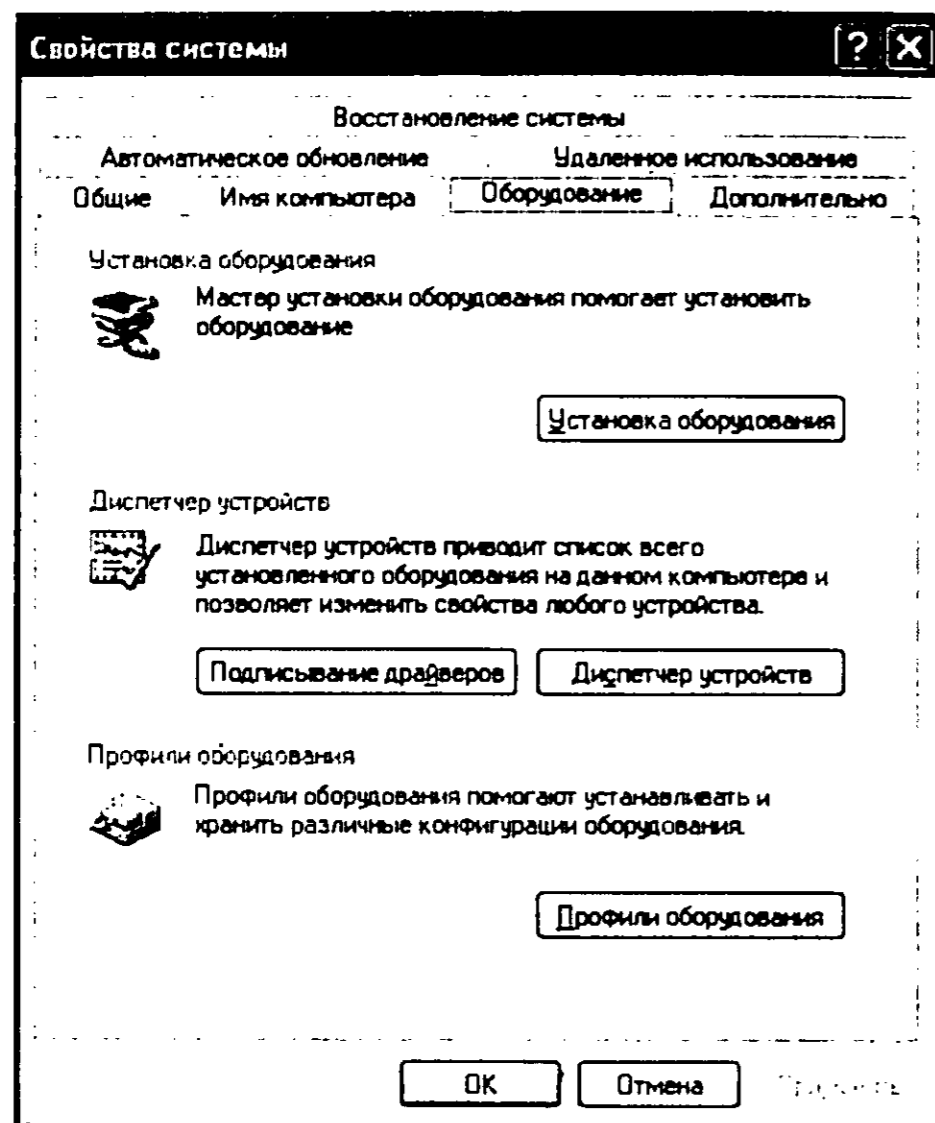 Свойства системы
Восстановление системы
Автоматическое обновление Удаленное использование
Общие Имя компьютера Оборудование Дополнительно
Установка оборудования
Мастер установки оборудования помогает установить
оборудование
Установка оборудования
Диспетчер устройств
Диспетчер устройств приводит список всего
установленного оборудования на данном компьютере и
позволяет изменить свойства любого устройства.
Подписывание драйверов Диспетчер устройств
Профили оборудования
Профили оборудования помогают устанавливать и
хранить различные конфигурации оборудования.
Профили оборудования
OK Отмена